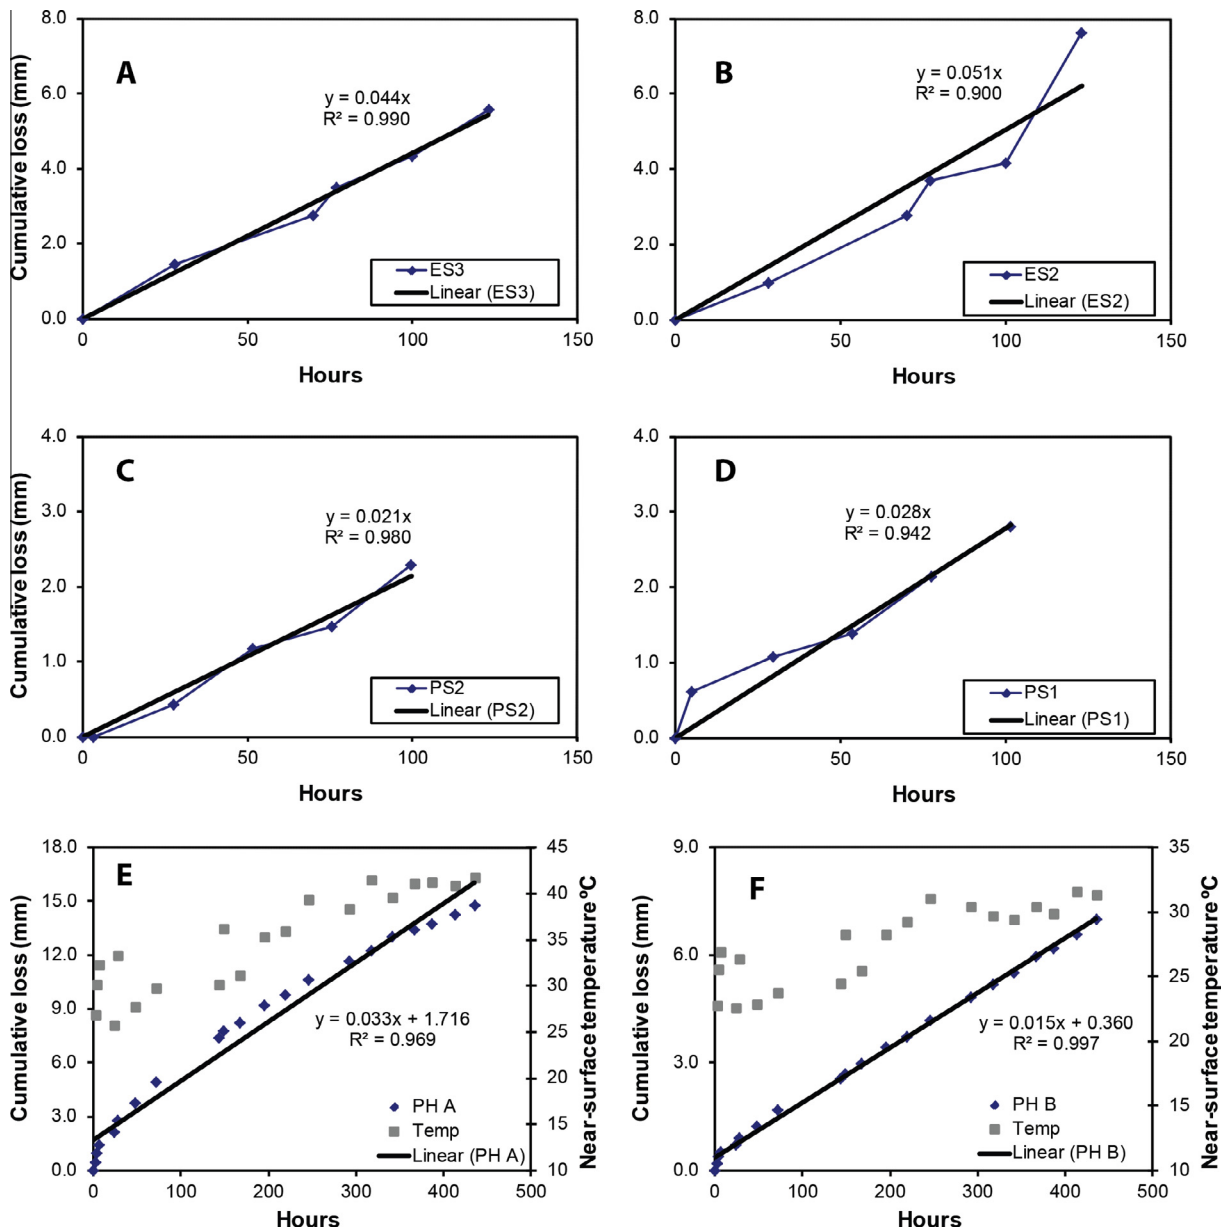 A
Cumulative loss (mm)
8.0
6.0
4.0
2.0
0.0
y = 0.044x
R² = 0.990
ES3
Linear (ES3)
0 50 100 150
Hours
B
8.0
6.0
4.0
2.0
0.0
y = 0.051x
R² = 0.900
ES2
Linear (ES2)
0 50 100 150
Hours
C
Cumulative loss (mm)
4.0
3.0
2.0
1.0
0.0
y = 0.021x
R² = 0.980
PS2
Linear (PS2)
0 50 100 150
Hours
D
4.0
3.0
2.0
1.0
0.0
y = 0.028x
R² = 0.942
PS1
Linear (PS1)
0 50 100 150
Hours
E
Cumulative loss (mm)
18.0
15.0
12.0
9.0
6.0
3.0
0.0
y = 0.033x + 1.716
R² = 0.969
PH A
Temp
Linear (PH A)
45
40
35
30
25
20
15
10
Near-surface temperature ºC
0 100 200 300 400 500
Hours
F
Cumulative loss (mm)
9.0
6.0
3.0
0.0
y = 0.015x + 0.360
R² = 0.997
PH B
Temp
Linear (PH B)
35
30
25
20
15
10
Near-surface temperature ºC
0 100 200 300 400 500
Hours